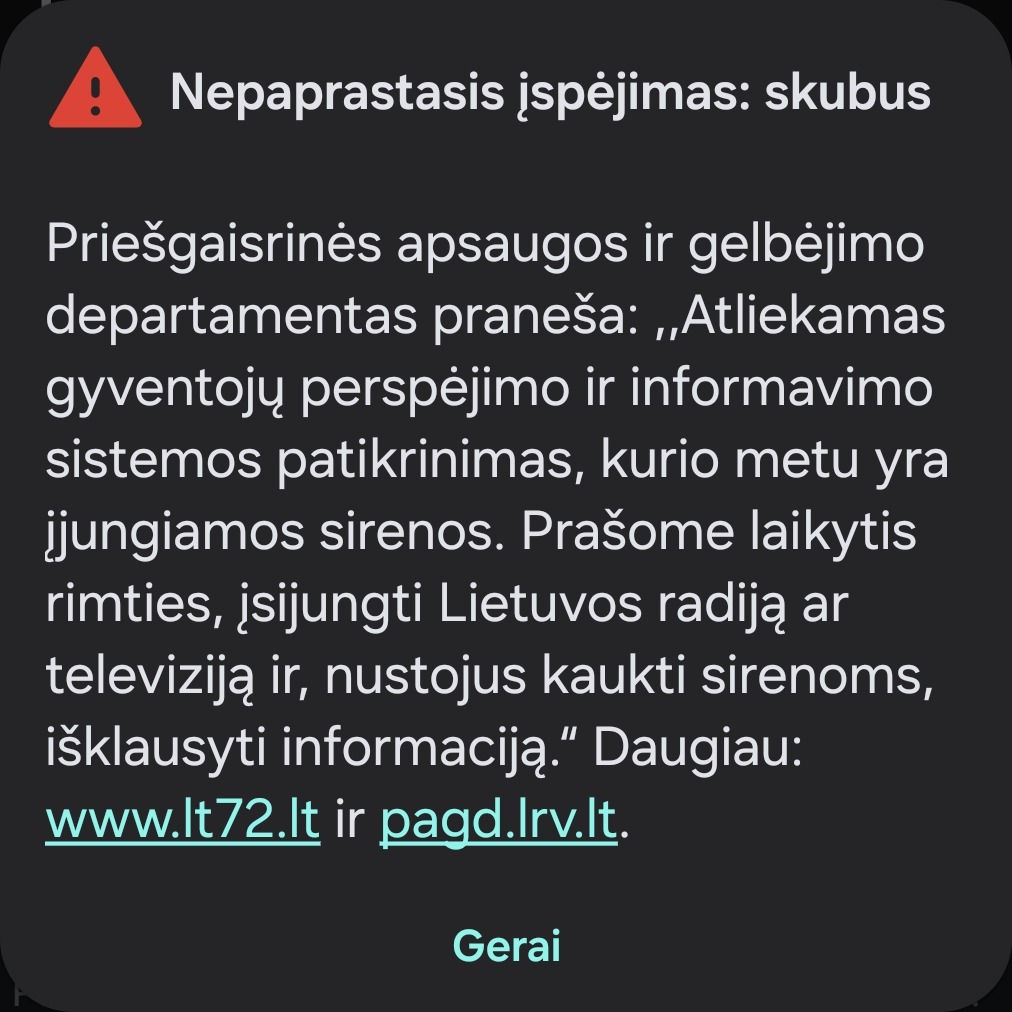 Nepaprastasis įspėjimas: skubus
Priešgaisrinės apsaugos ir gelbėjimo
departamentas praneša: ,,Atliekamas
gyventojų perspėjimo ir informavimo
sistemos patikrinimas, kurio metu yra
įjungiamos sirenos. Prašome laikytis
rimties, įsijungti Lietuvos radiją ar
televiziją ir, nustojus kaukti sirenoms,
išklausyti informaciją.“ Daugiau:
www.lt72.lt ir pagd.lrv.lt.
Gerai